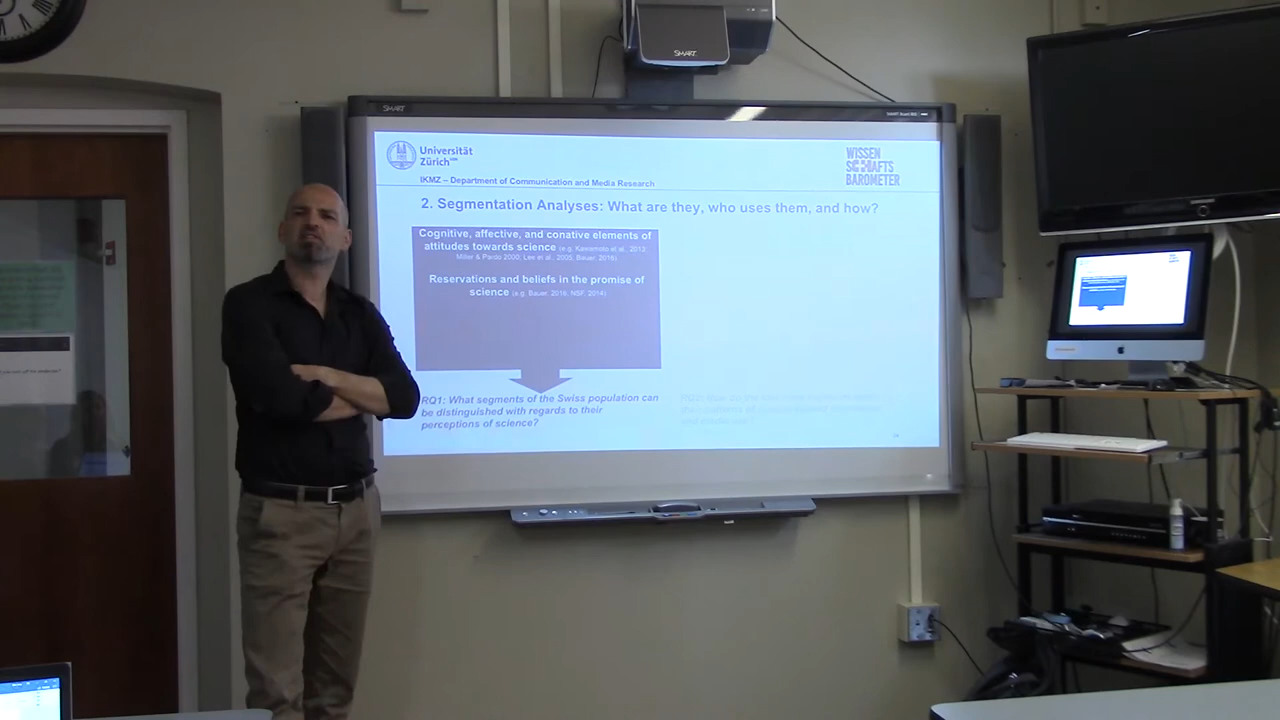 SMART
SMART
Universität
Zürich
WISSEN
SCHAFTS
BAROMETER
IKMZ – Department of Communication and Media Research
2. Segmentation Analyses: What are they, who uses them, and how?
Cognitive, affective, and conative elements of
attitudes towards science (e.g. Kawamoto et al., 2012
Miller & Pardo 2000; Lee et al., 2005, Bauer, 2016)
Reservations and beliefs in the promise of
science (e.g. Bauer, 2016, NSF, 2014)
RQ1: What segments of the Swiss population can
be distinguished with regards to their
perceptions of science?
SAMSUNG